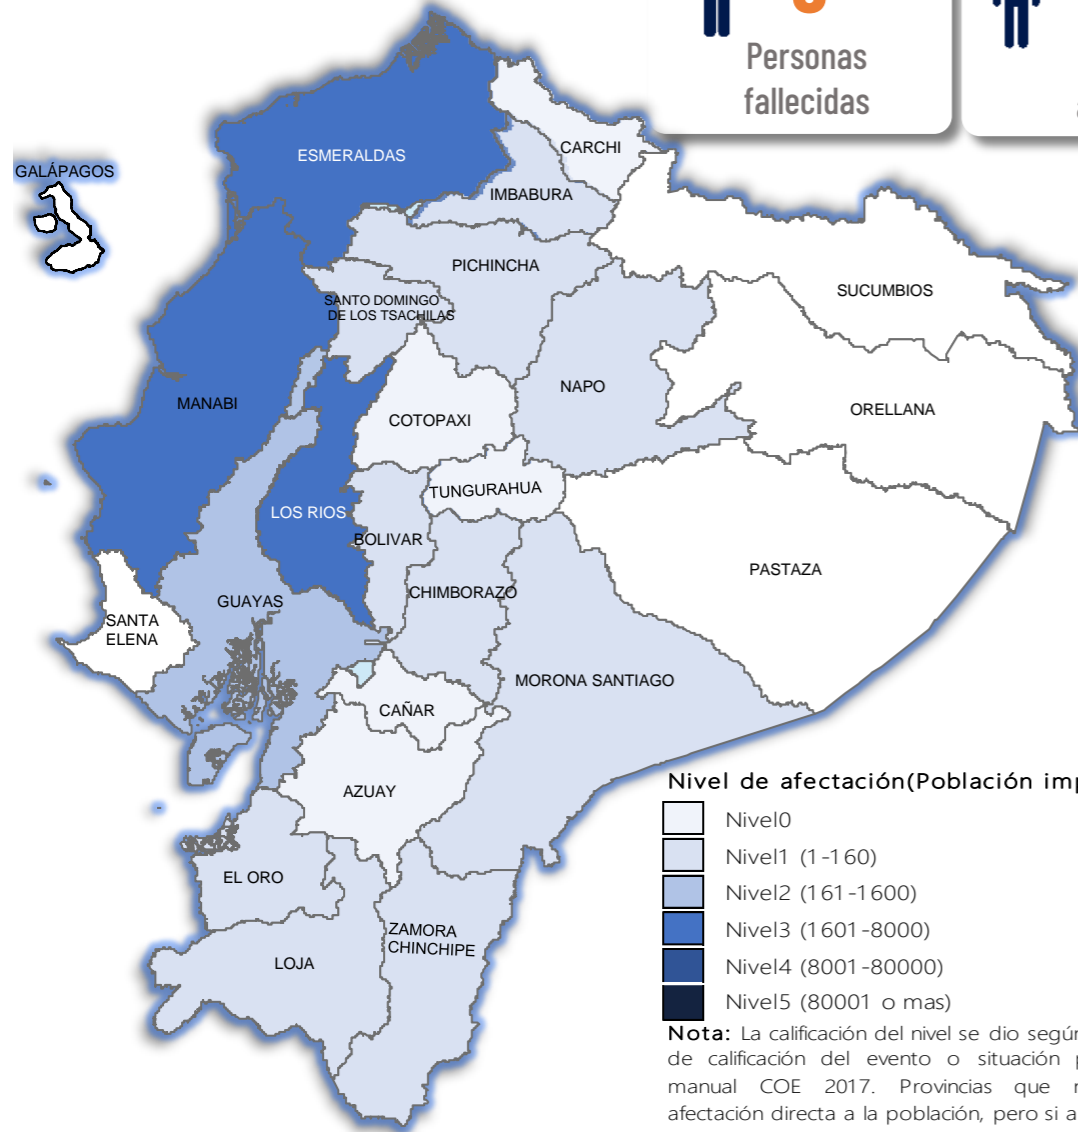 Personas
fallecidas
ESMERALDAS
CARCHI
GALÁPAGOS
IMBABURA
PICHINCHA
SUCUMBIOS
SANTO DOMINGO
DE LOS TSACHILAS
NAPO
MANABI
ORELLANA
COTOPAXI
TUNGURAHUA
LOS RIOS
BOLIVAR
PASTAZA
CHIMBORAZO
GUAYAS
SANTA
ELENA
MORONA SANTIAGO
CAÑAR
AZUAY
EL ORO
ZAMORA
CHINCHIPE
LOJA
Nivel de afectación(Población imp
Nivel0
Nivel1 (1-160)
Nivel2 (161-1600)
Nivel3 (1601-8000)
Nivel4 (8001-80000)
Nivel5 (80001 o mas)
Nota: La calificación del nivel se dio según
de calificación del evento o situación p
manual COE 2017. Provincias que
afectación directa a la población, pero si a